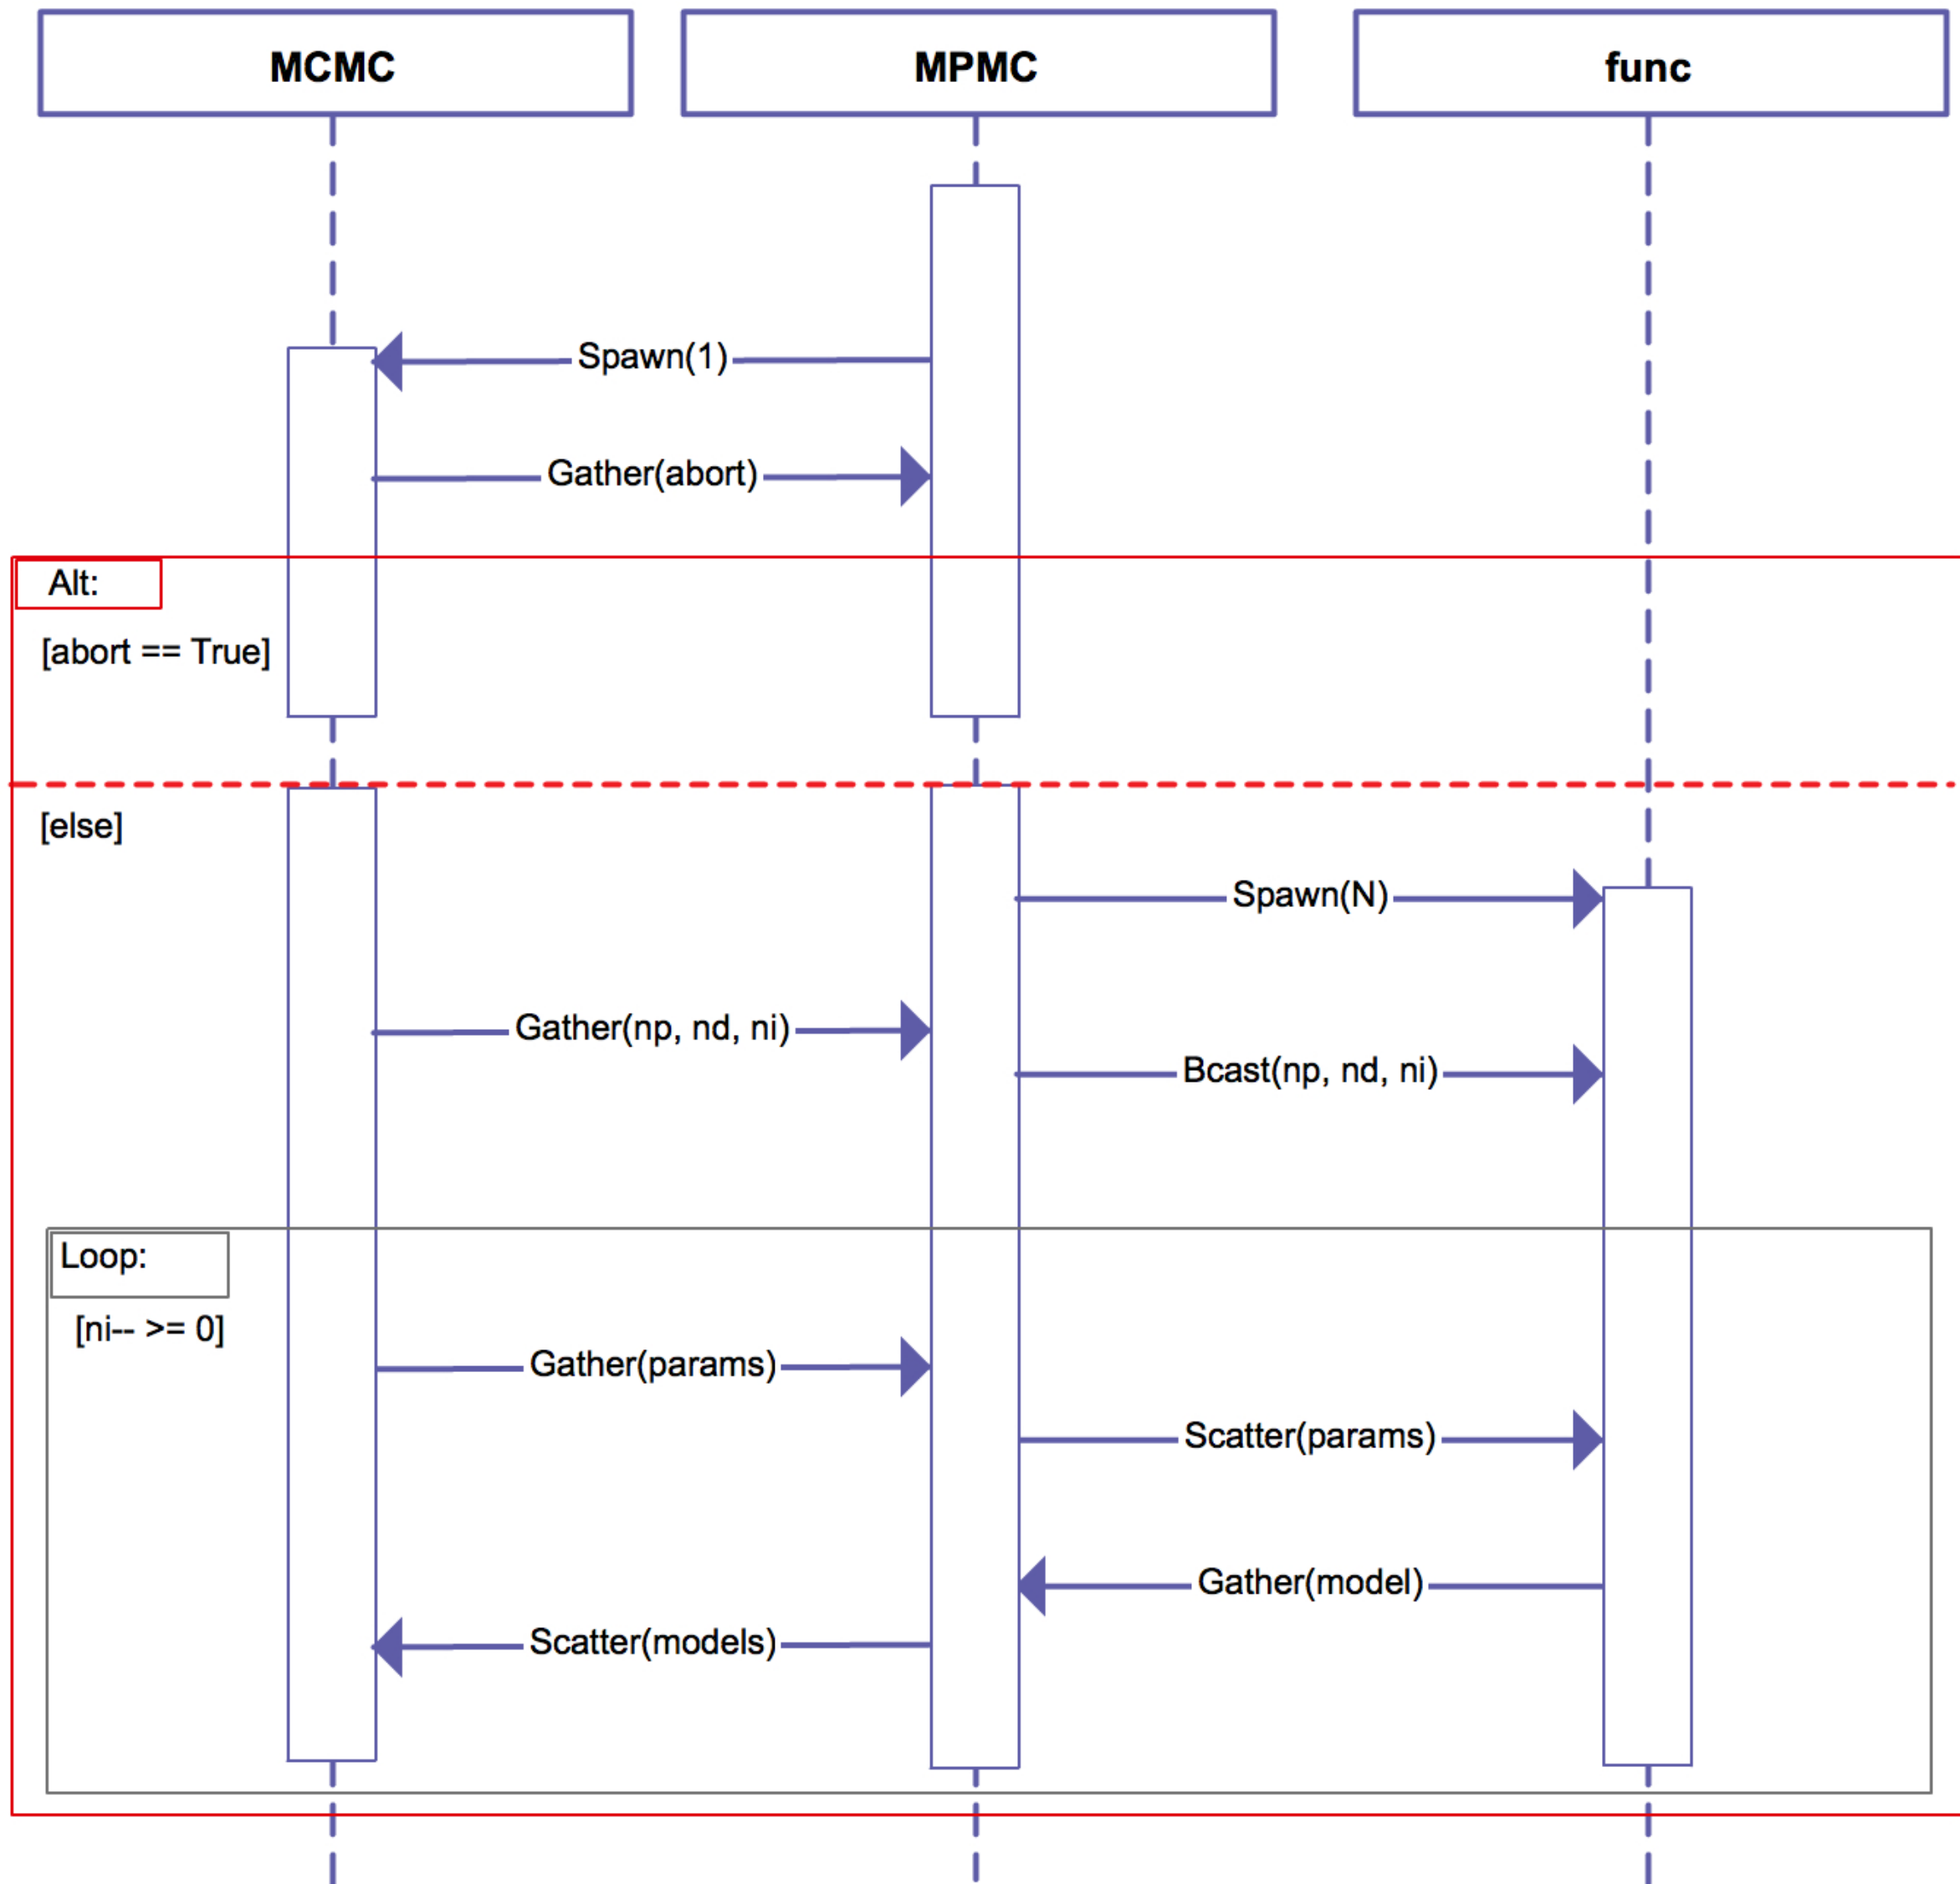 MCMC
MPMC
func
Spawn(1)
Gather(abort)
Alt:
[abort == True]
[else]
Spawn(N)
Gather(np, nd, ni)
Bcast(np, nd, ni)
Loop:
[ni-- >= 0]
Gather(params)
Scatter(params)
Gather(model)
Scatter(models)